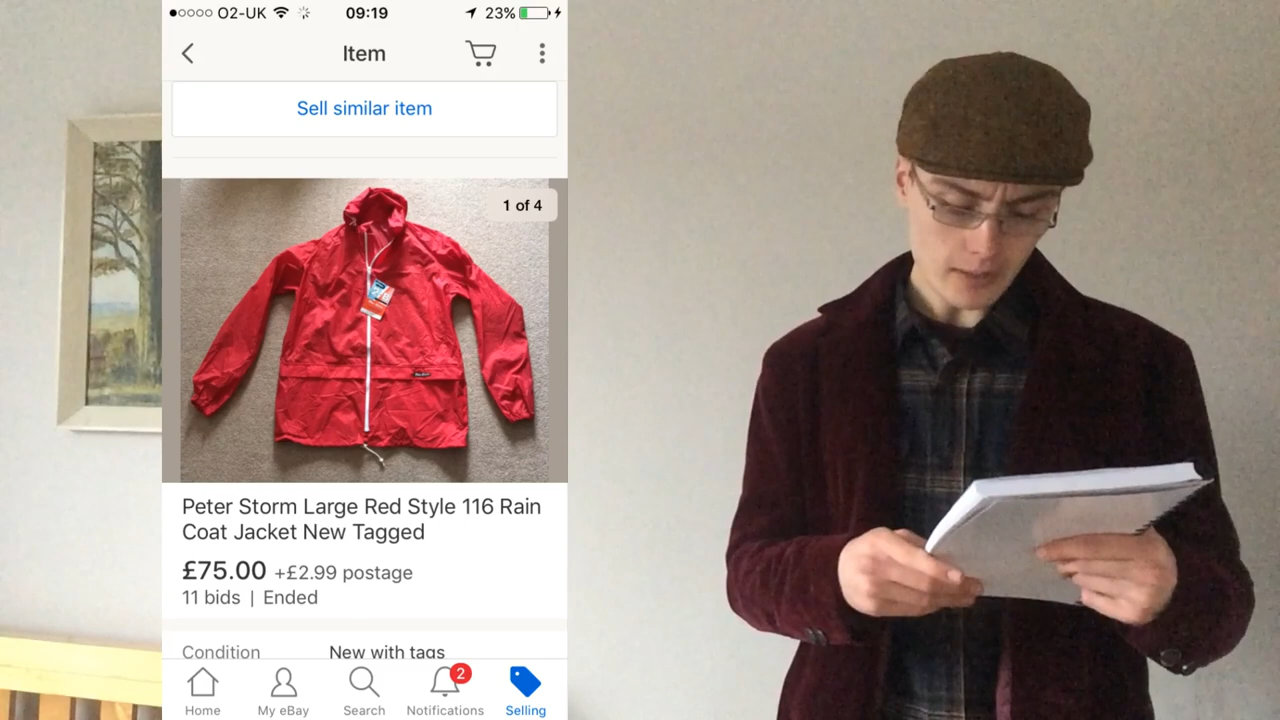 O2-UK 09:19 23%
Item
Sell similar item
1 of 4
Peter Storm Large Red Style 116 Rain
Coat Jacket New Tagged
£75.00 +£2.99 postage
11 bids | Ended
Condition New with tags
2
Home My eBay Search Notifications Selling